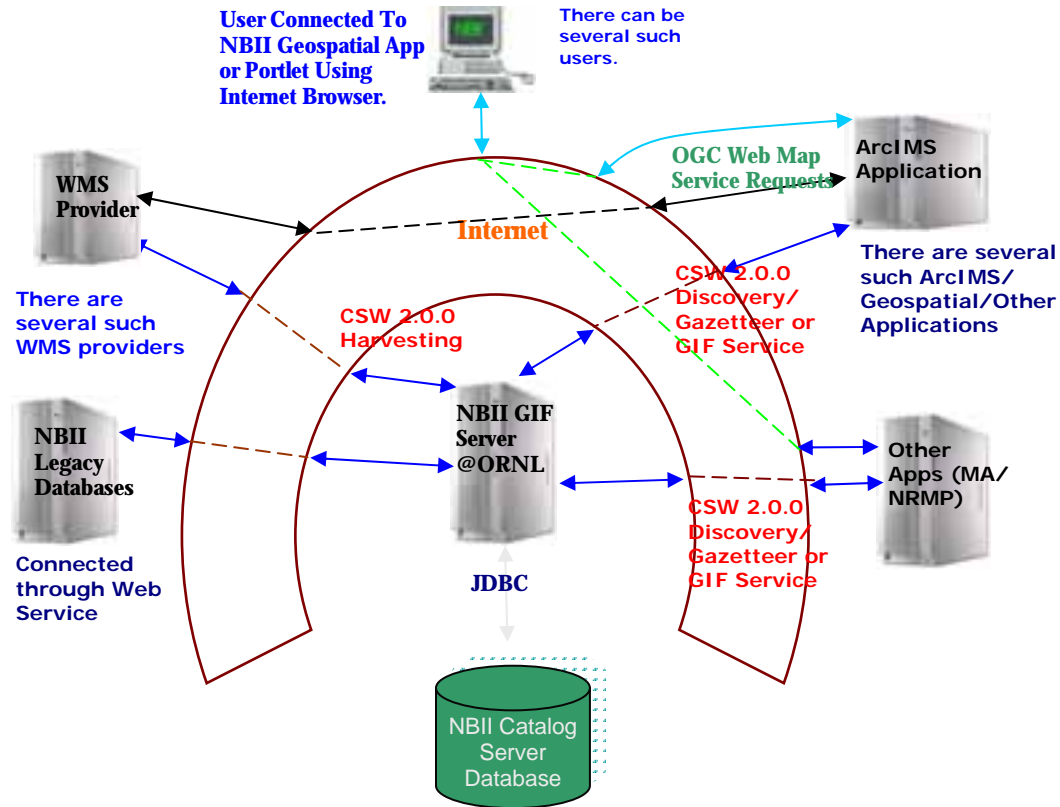 User Connected To
NBII Geospatial App
or Portlet Using
Internet Browser.
There can be
several such
users.
WMS
Provider
OGC Web Map
Service Requests
ArcIMS
Application
Internet
There are
several such
WMS providers
CSW 2.0.0
Harvesting
CSW 2.0.0
Discovery/
Gazetteer or
GIF Service
There are several
such ArcIMS/
Geospatial/Other
Applications
NBII
Legacy
Databases
NBII GIF
Server
@ORNL
Other
Apps (MA/
NRMP)
CSW 2.0.0
Discovery/
Gazetteer or
GIF Service
Connected
through Web
Service
JDBC
NBII Catalog
Server
Database